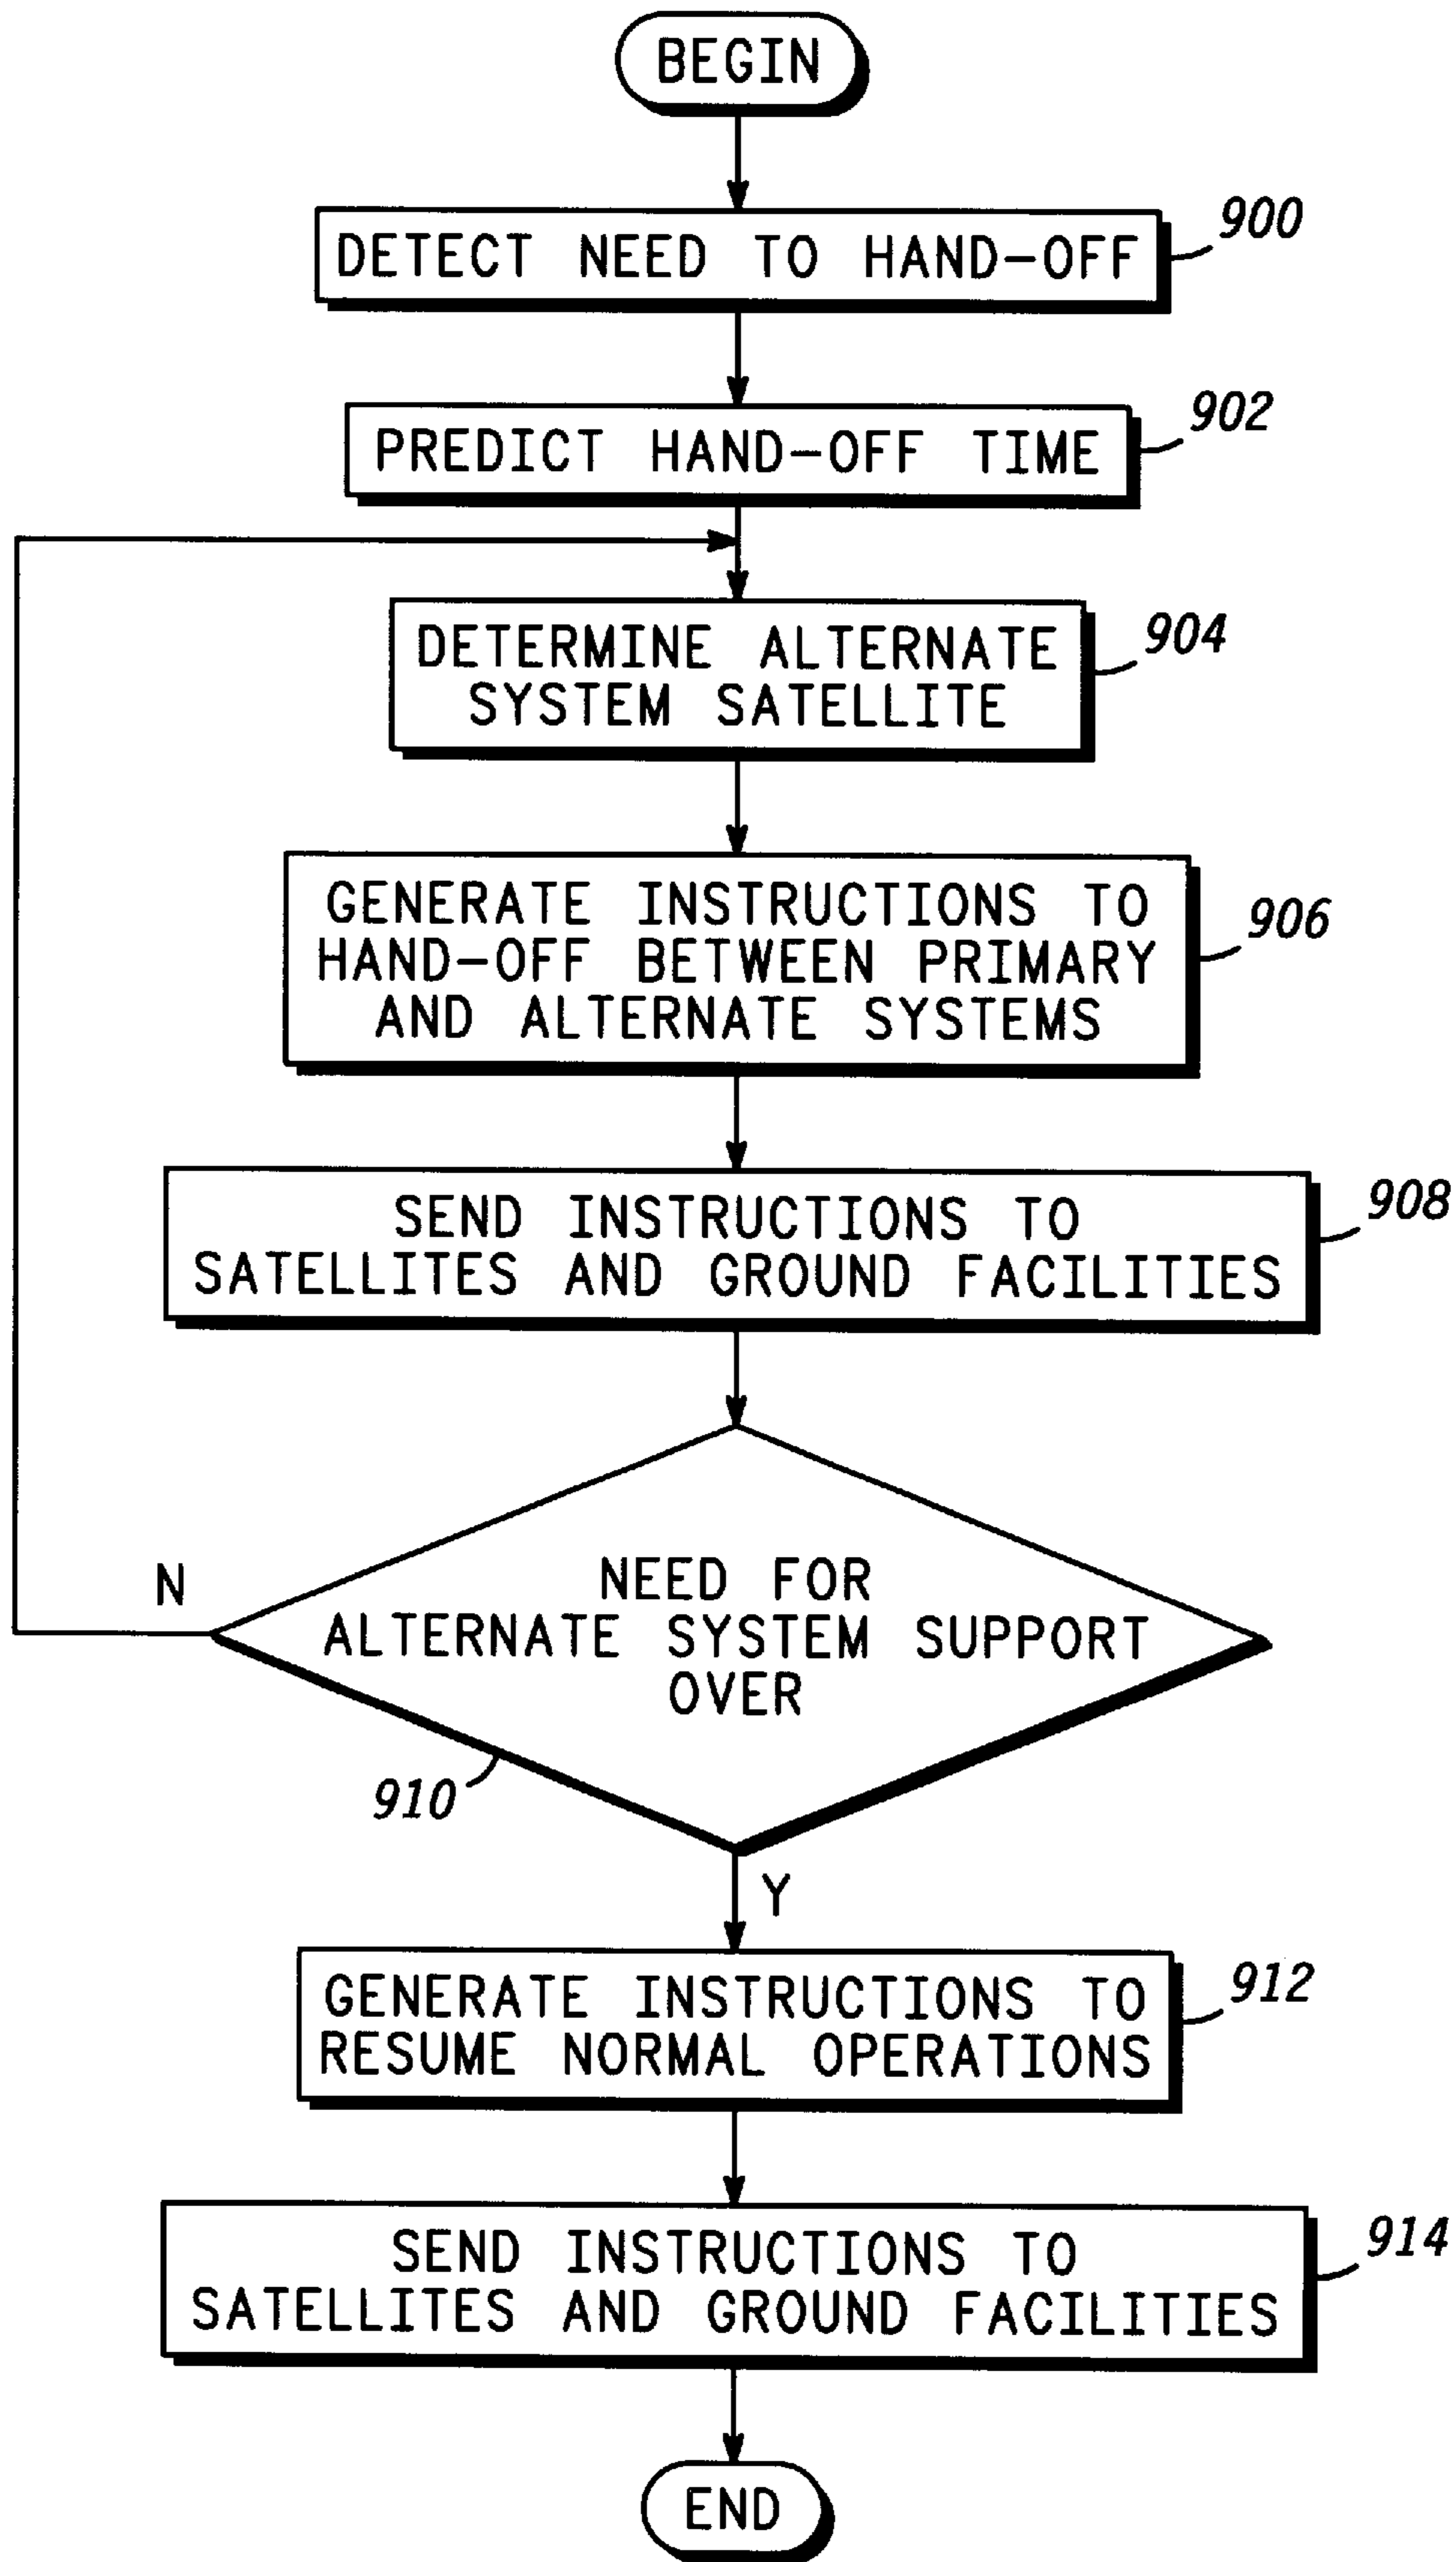 BEGIN
DETECT NEED TO HAND-OFF
900
PREDICT HAND-OFF TIME
902
DETERMINE ALTERNATE
SYSTEM SATELLITE
904
GENERATE INSTRUCTIONS TO
HAND-OFF BETWEEN PRIMARY
AND ALTERNATE SYSTEMS
906
SEND INSTRUCTIONS TO
SATELLITES AND GROUND FACILITIES
908
NEED FOR
ALTERNATE SYSTEM SUPPORT
OVER
N
910
Y
GENERATE INSTRUCTIONS TO
RESUME NORMAL OPERATIONS
912
SEND INSTRUCTIONS TO
SATELLITES AND GROUND FACILITIES
914
END